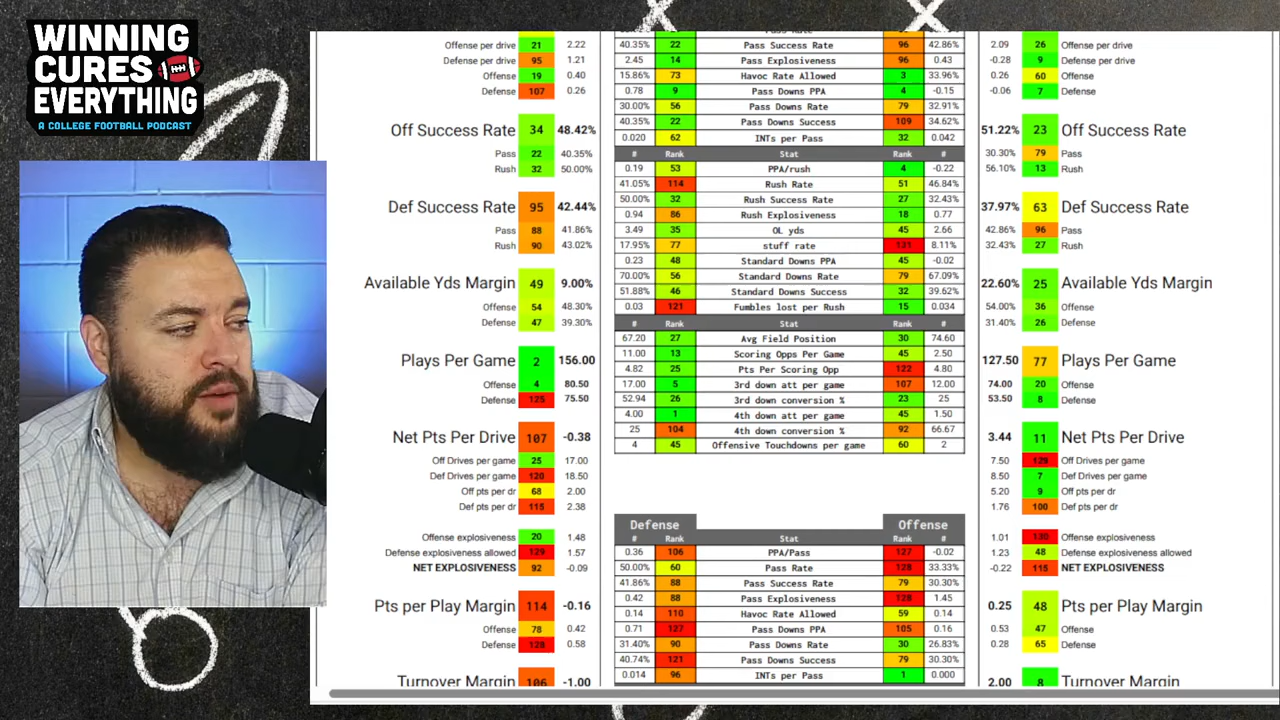 WINNING
CURES
EVERYTHING
A COLLEGE FOOTBALL PODCAST
Offense per drive 21 2.22
Defense per drive 95 1.21
Offense 19 0.40
Defense 107 0.26
Off Success Rate 34 48.42%
Pass 22 40.35%
Rush 32 50.00%
Def Success Rate 95 42.44%
Pass 88 41.86%
Rush 90 43.02%
Available Yds Margin 49 9.00%
Offense 54 48.30%
Defense 47 39.30%
Plays Per Game 2 156.00
Offense 4 80.50
Defense 125 75.50
Net Pts Per Drive 107 -0.38
Off Drives per game 25 17.00
Def Drives per game 120 18.50
Off pts per dr 68 2.00
Def pts per dr 115 2.38
Offense explosiveness 20 1.48
Defense explosiveness allowed 129 1.57
NET EXPLOSIVENESS 92 -0.09
Pts per Play Margin 114 -0.16
Offense 78 0.42
Defense 128 0.58
Turnover Margin 106 -1.00
40.35% 22 Pass Success Rate 96 42.86%
2.45 14 Pass Explosiveness 96 0.43
15.86% 73 Havoc Rate Allowed 3 33.96%
0.78 9 Pass Downs PPA 4 -0.15
30.00% 56 Pass Downs Rate 79 32.91%
40.35% 22 Pass Downs Success 109 34.62%
0.020 62 INTs per Pass 32 0.042
# Rank Stat Rank #
0.19 53 PPA/rush 4 -0.22
41.05% 114 Rush Rate 51 46.84%
50.00% 32 Rush Success Rate 27 32.43%
0.94 86 Rush Explosiveness 18 0.77
3.49 35 OL yds 45 2.66
17.95% 77 stuff rate 131 8.11%
0.23 48 Standard Downs PPA 45 -0.02
70.00% 56 Standard Downs Rate 79 67.09%
51.88% 46 Standard Downs Success 32 39.62%
0.03 121 Fumbles lost per Rush 15 0.034
# Rank Stat Rank #
67.20 27 Avg Field Position 30 74.60
11.00 13 Scoring Opps Per Game 45 2.50
4.82 25 Pts Per Scoring Opp 122 4.80
17.00 5 3rd down att per game 107 12.00
52.94 26 3rd down conversion % 23 25
4.00 1 4th down att per game 45 1.50
25 104 4th down conversion % 92 66.67
4 45 Offensive Touchdowns per game 60 2
Defense Offense
# Rank Stat Rank #
0.36 106 PPA/Pass 127 -0.02
50.00% 60 Pass Rate 128 33.33%
41.86% 88 Pass Success Rate 79 30.30%
0.42 88 Pass Explosiveness 128 1.45
0.14 110 Havoc Rate Allowed 59 0.14
0.71 127 Pass Downs PPA 105 0.16
31.40% 90 Pass Downs Rate 30 26.83%
40.74% 121 Pass Downs Success 79 30.30%
0.014 96 INTs per Pass 1 0.000
2.09 26 Offense per drive
-0.28 9 Defense per drive
0.26 60 Offense
-0.06 7 Defense
51.22% 23 Off Success Rate
30.30% 79 Pass
56.10% 13 Rush
37.97% 63 Def Success Rate
42.86% 96 Pass
32.43% 27 Rush
22.60% 25 Available Yds Margin
54.00% 36 Offense
31.40% 26 Defense
127.50 77 Plays Per Game
74.00 20 Offense
53.50 8 Defense
3.44 11 Net Pts Per Drive
7.50 Off Drives per game
8.50 7 Def Drives per game
5.20 9 Off pts per dr
1.76 100 Def pts per dr
1.01 130 Offense explosiveness
1.23 48 Defense explosiveness allowed
-0.22 115 NET EXPLOSIVENESS
0.25 48 Pts per Play Margin
0.53 47 Offense
0.28 65 Defense
2.00 8 Turnover Margin